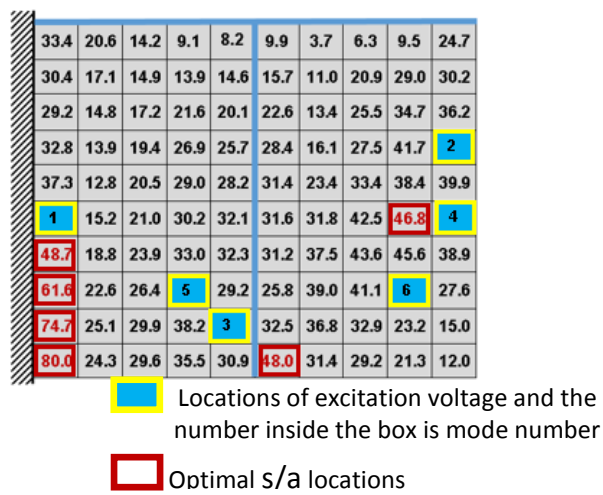 33.4 20.6 14.2 9.1 8.2 9.9 3.7 6.3 9.5 24.7
30.4 17.1 14.9 13.9 14.6 15.7 11.0 20.9 29.0 30.2
29.2 14.8 17.2 21.6 20.1 22.6 13.4 25.5 34.7 36.2
32.8 13.9 19.4 26.9 25.7 28.4 16.1 27.5 41.7 2
37.3 12.8 20.5 29.0 28.2 31.4 23.4 33.4 38.4 39.9
1 15.2 21.0 30.2 32.1 31.6 31.8 42.5 46.8 4
48.7 18.8 23.9 33.0 32.3 31.2 37.5 43.6 45.6 38.9
61.6 22.6 26.4 5 29.2 25.8 39.0 41.1 6 27.6
74.7 25.1 29.9 38.2 3 32.5 36.8 32.9 23.2 15.0
80.0 24.3 29.6 35.5 30.9 48.0 31.4 29.2 21.3 12.0
Locations of excitation voltage and the
number inside the box is mode number
Optimal s/a locations